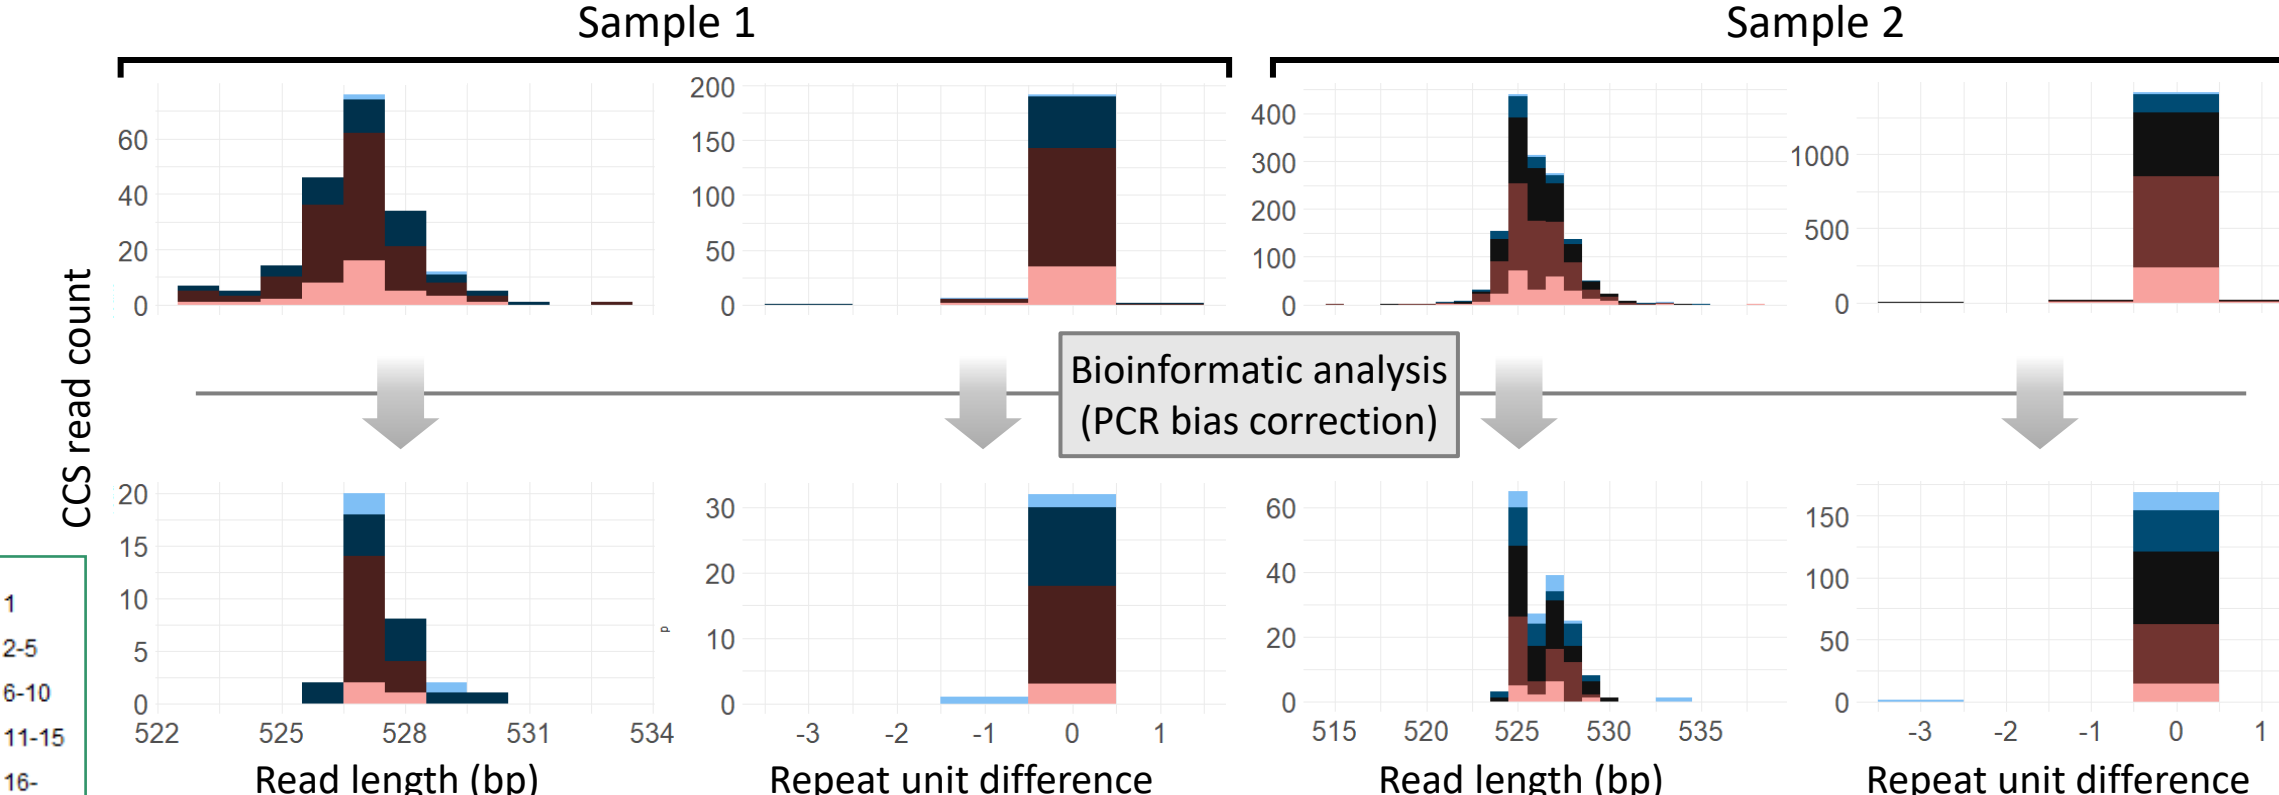 Sample 1
Sample 2
CCS read count
60
40
20
0
200
150
100
50
0
400
300
200
100
0
1000
500
0
Bioinformatic analysis
(PCR bias correction)
20
15
10
5
0
522 525 528 531 534
p
30
20
10
0
-3 -2 -1 0 1
60
40
20
0
515 520 525 530 535
150
100
50
0
-3 -2 -1 0 1
1
2-5
6-10
11-15
16-
Read length (bp)
Repeat unit difference
Read length (bp)
Repeat unit difference